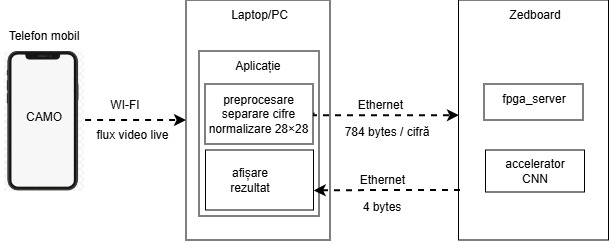 Telefon mobil
CAMO
WI-FI
flux video live
Laptop/PC
Aplicație
preprocesare
separare cifre
normalizare 28×28
afișare
rezultat
Ethernet
784 bytes / cifră
Ethernet
4 bytes
Zedboard
fpga_server
accelerator
CNN